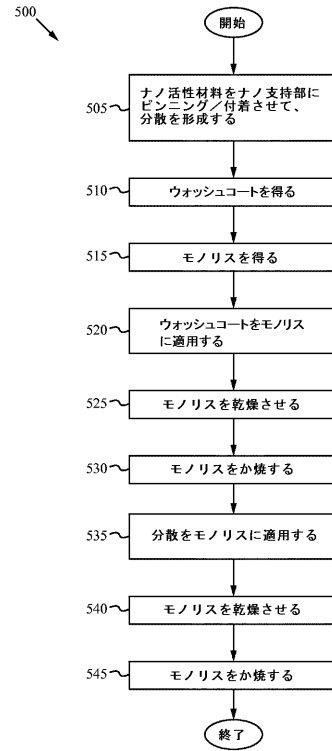 500
開始
505
ナノ活性材料をナノ支持部に
ピンニング／付着させて、
分散を形成する
510
ウォッシュコートを得る
515
モノリスを得る
520
ウォッシュコートをモノリス
に適用する
525
モノリスを乾燥させる
530
モノリスをか焼する
535
分散をモノリスに適用する
540
モノリスを乾燥させる
545
モノリスをか焼する
終了